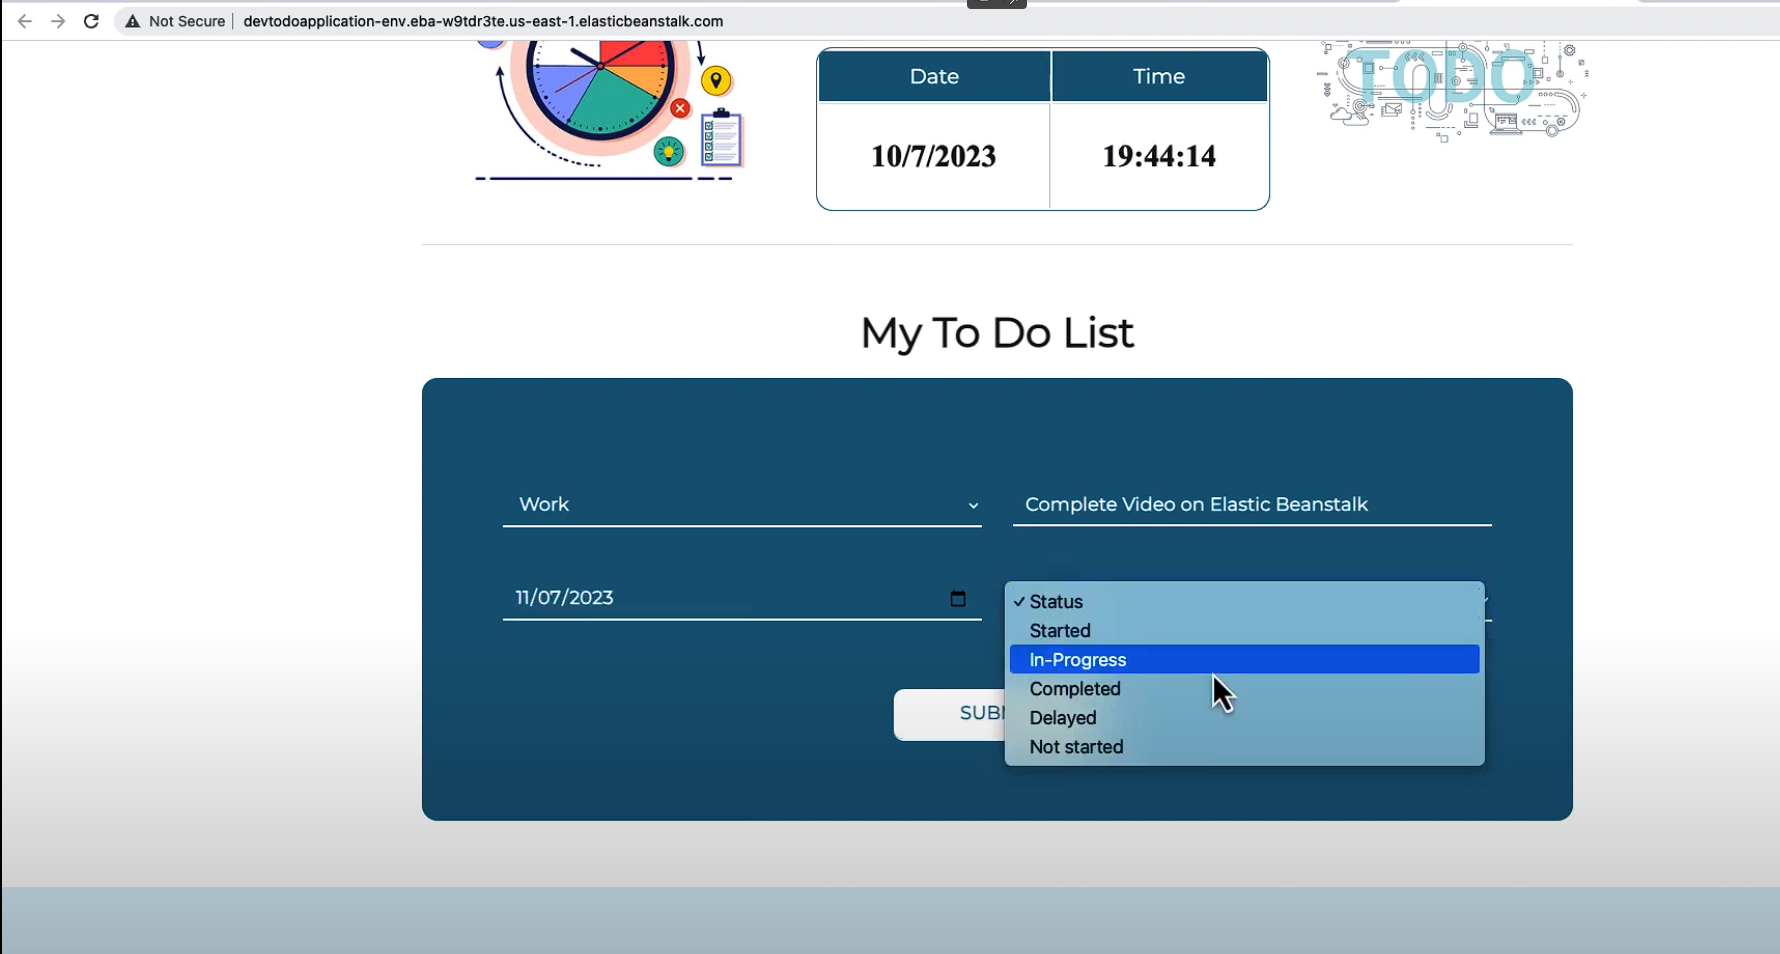 Not Secure devtodoapplication-env.eba-w9tdr3te.us-east-1.elasticbeanstalk.com
Date Time
TODO
10/7/2023 19:44:14
My To Do List
Work Complete Video on Elastic Beanstalk
11/07/2023
Status
Started
In-Progress
Completed
SUB
Delayed
Not started